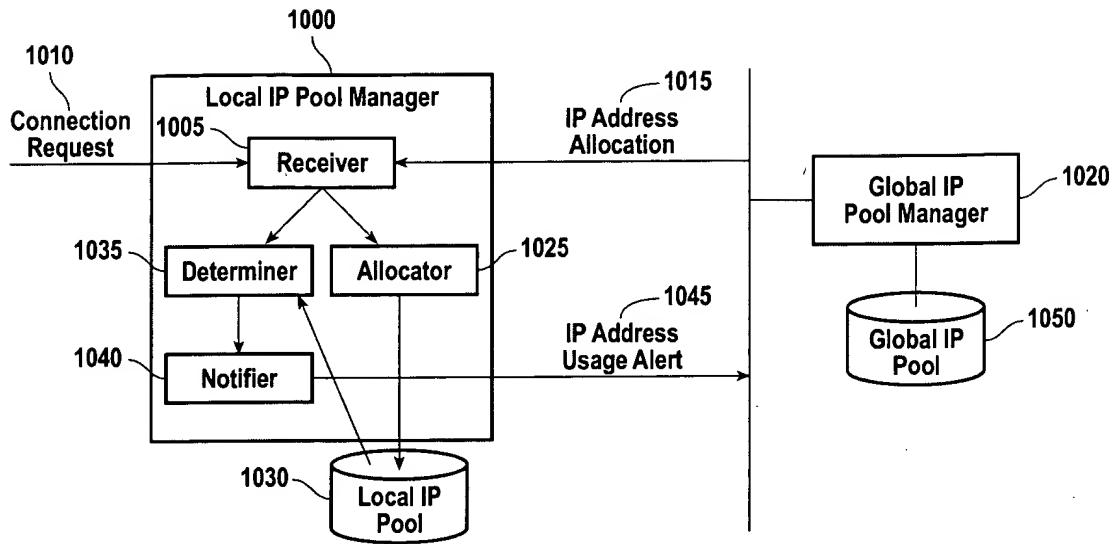 1000
1010
Local IP Pool Manager
1015
Connection
Request
1005
IP Address
Allocation
Receiver
Global IP
Pool Manager
1020
1035
Determiner
Allocator
1025
1045
IP Address
Usage Alert
1040
Notifier
Global IP
Pool
1050
1030
Local IP
Pool